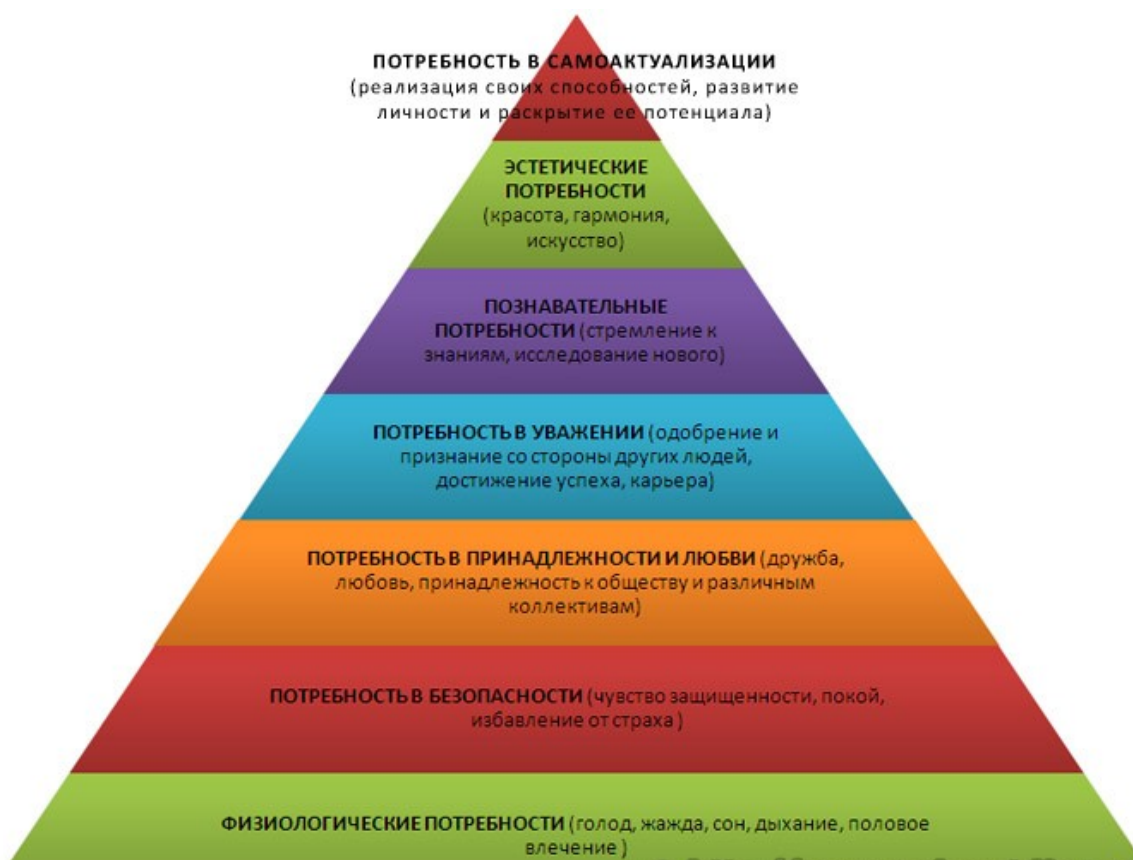 ПОТРЕБНОСТЬ В САМОАКТУАЛИЗАЦИИ
(реализация своих способностей, развитие
личности и раскрытие ее потенциала)
ЭСТЕТИЧЕСКИЕ
ПОТРЕБНОСТИ
(красота, гармония,
искусство)
ПОЗНАВАТЕЛЬНЫЕ
ПОТРЕБНОСТИ (стремление к
знаниям, исследование нового)
ПОТРЕБНОСТЬ В УВАЖЕНИИ (одобрение и
признание со стороны других людей,
достижение успеха, карьера)
ПОТРЕБНОСТЬ В ПРИНАДЛЕЖНОСТИ И ЛЮБВИ (дружба,
любовь, принадлежность к обществу и различным
коллективам)
ПОТРЕБНОСТЬ В БЕЗОПАСНОСТИ (чувство защищенности, покой,
избавление от страха )
ФИЗИОЛОГИЧЕСКИЕ ПОТРЕБНОСТИ (голод, жажда, сон, дыхание, половое
влечение )